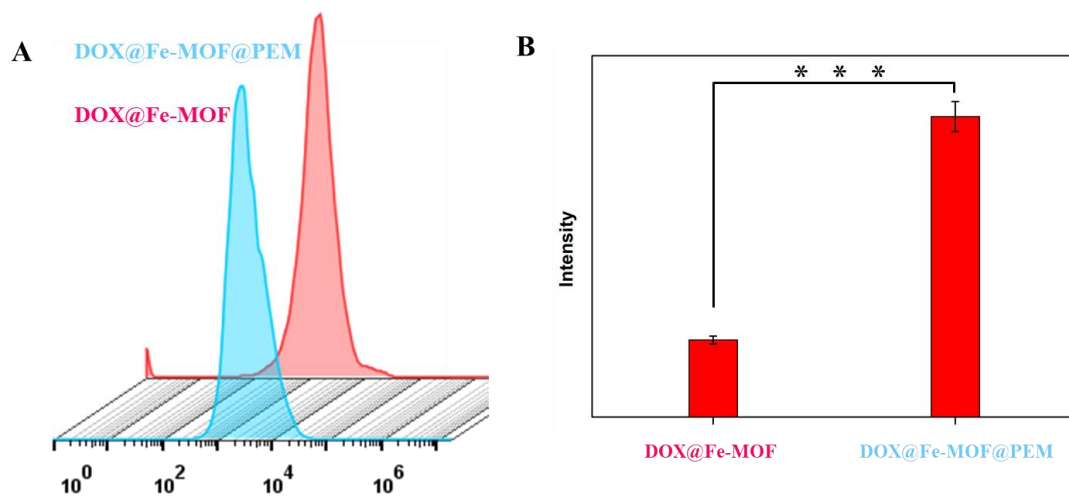 A
DOX@Fe-MOF@PEM
DOX@Fe-MOF
10^0 10^2 10^4 10^6
B
* * *
Intensity
DOX@Fe-MOF DOX@Fe-MOF@PEM